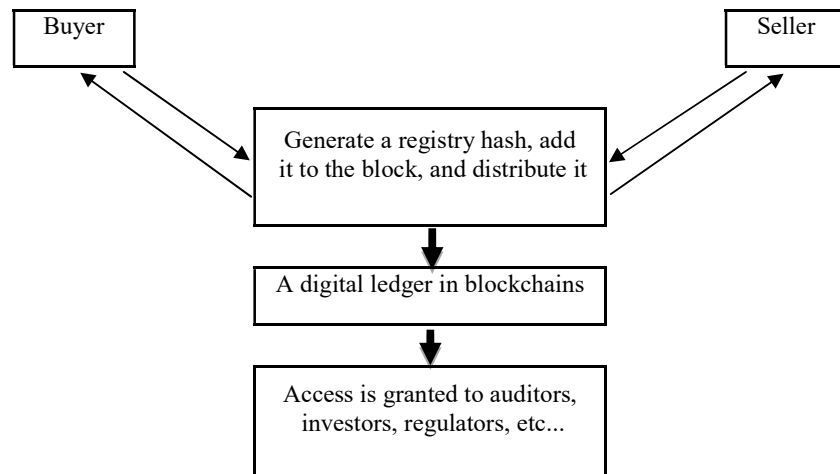 Buyer
Seller
Generate a registry hash, add
it to the block, and distribute it
A digital ledger in blockchains
Access is granted to auditors,
investors, regulators, etc...